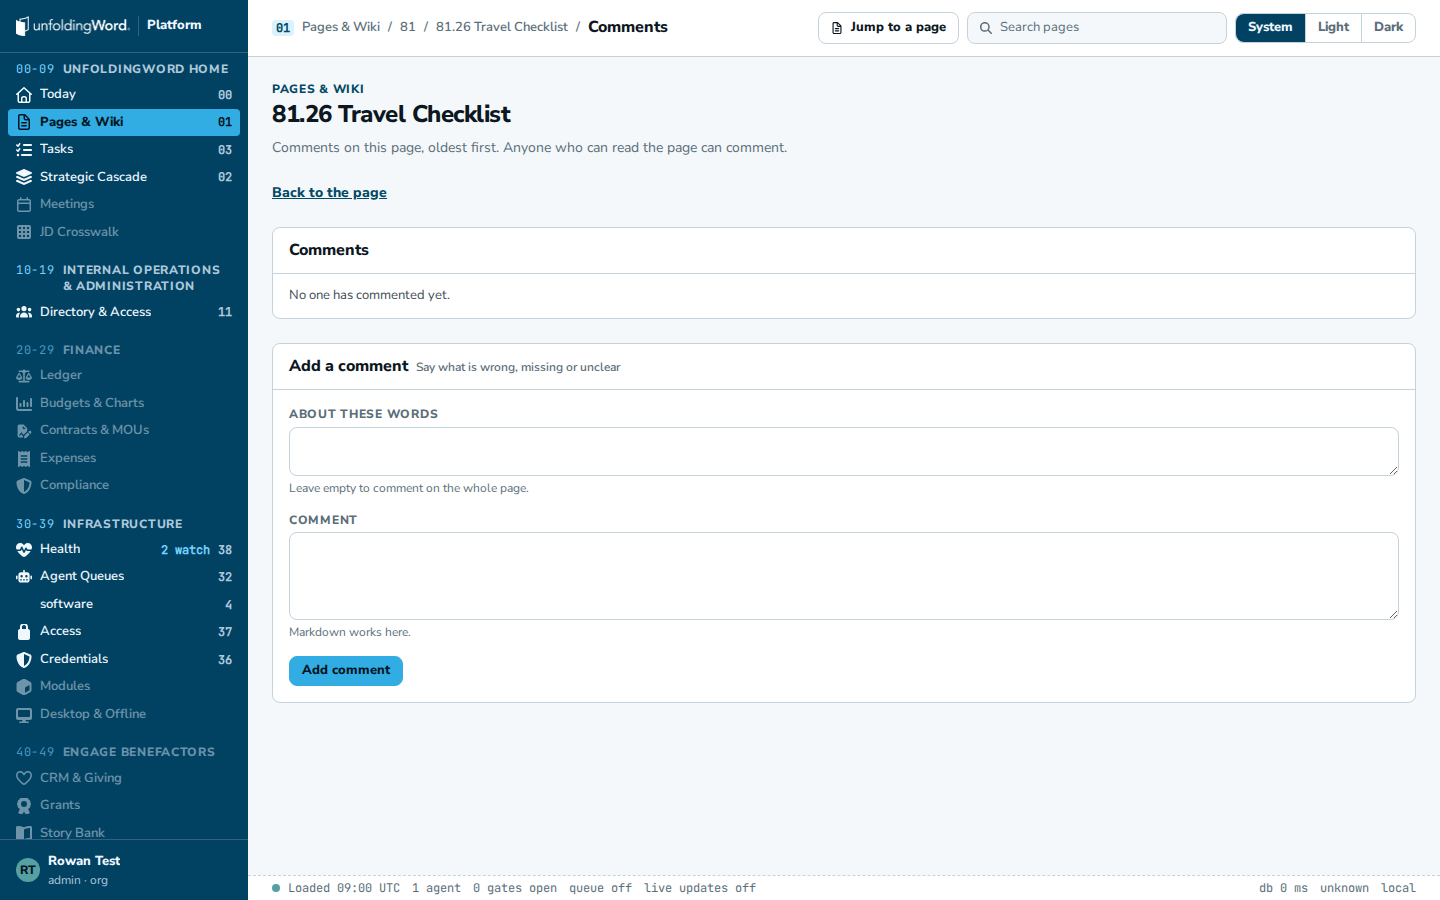 unfoldingWord
Platform
00-09 UNFOLDINGWORD HOME
Today 00
Pages & Wiki 01
Tasks 03
Strategic Cascade 02
Meetings
JD Crosswalk
10-19 INTERNAL OPERATIONS
& ADMINISTRATION
Directory & Access 11
20-29 FINANCE
Ledger
Budgets & Charts
Contracts & MOUs
Expenses
Compliance
30-39 INFRASTRUCTURE
Health 2 watch 38
Agent Queues 32
software 4
Access 37
Credentials 36
Modules
Desktop & Offline
40-49 ENGAGE BENEFACTORS
CRM & Giving
Grants
Story Bank
RT
Rowan Test
admin · org
01 Pages & Wiki / 81 / 81.26 Travel Checklist / Comments
Jump to a page
Search pages
System Light Dark
PAGES & WIKI
81.26 Travel Checklist
Comments on this page, oldest first. Anyone who can read the page can comment.
Back to the page
Comments
No one has commented yet.
Add a comment Say what is wrong, missing or unclear
ABOUT THESE WORDS
Leave empty to comment on the whole page.
COMMENT
Markdown works here.
Add comment
Loaded 09:00 UTC 1 agent 0 gates open queue off live updates off
db 0 ms unknown local